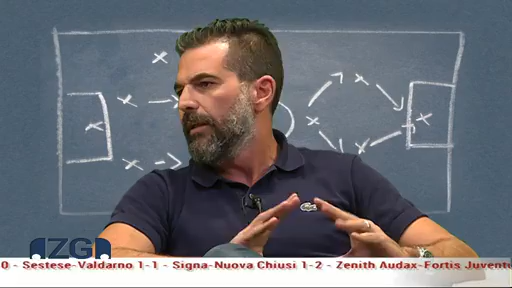 ZG
0 - Sestese-Valdarno 1-1 - Signa-Nuova Chiusi 1-2 - Zenith Audax-Fortis Juvent